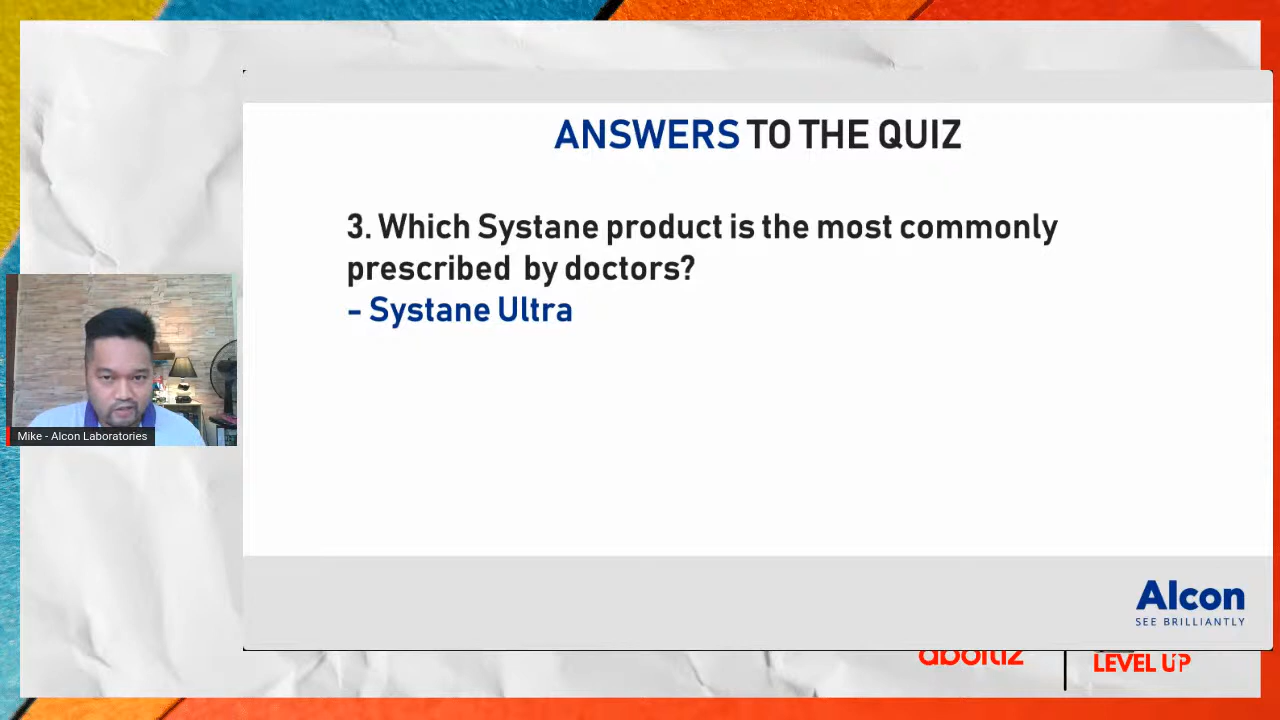 ANSWERS TO THE QUIZ
3. Which Systane product is the most commonly
prescribed by doctors?
- Systane Ultra
Mike - Alcon Laboratories
Alcon
SEE BRILLIANTLY
aboitiz
LEVEL UP